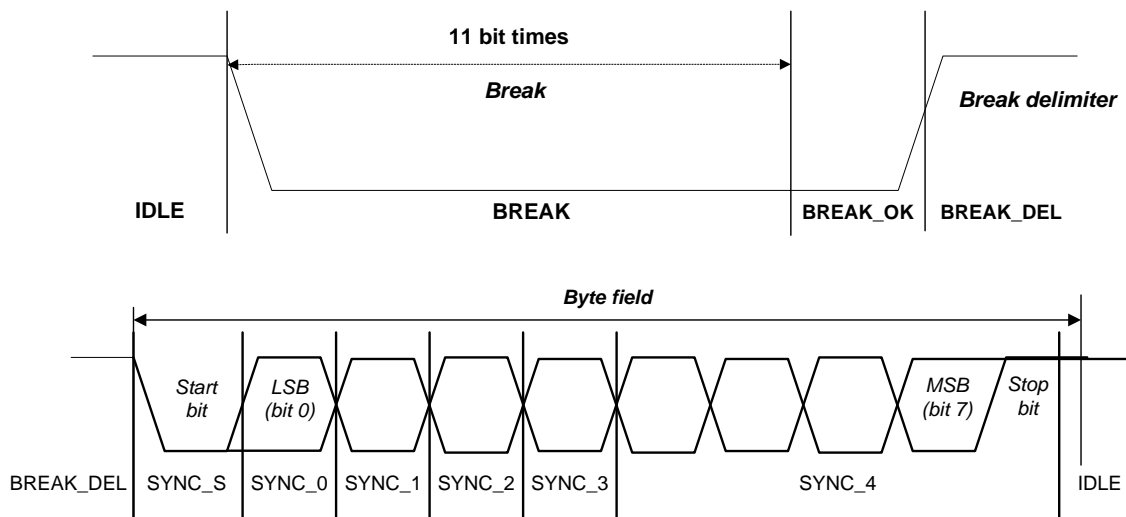 11 bit times
Break
Break delimiter
IDLE
BREAK
BREAK_OK
BREAK_DEL
Byte field
Start
bit
LSB
(bit 0)
MSB
(bit 7)
Stop
bit
BREAK_DEL
SYNC_S
SYNC_0
SYNC_1
SYNC_2
SYNC_3
SYNC_4
IDLE